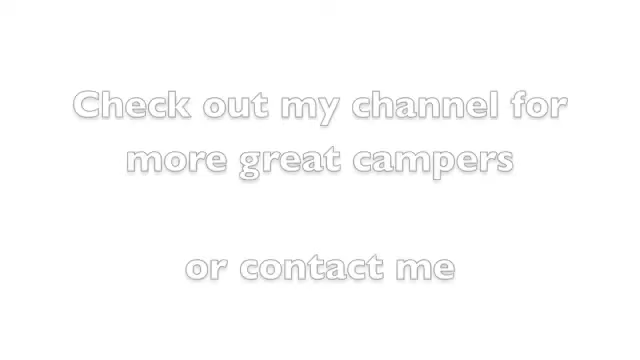 Check out my channel for
more great campers
or contact me